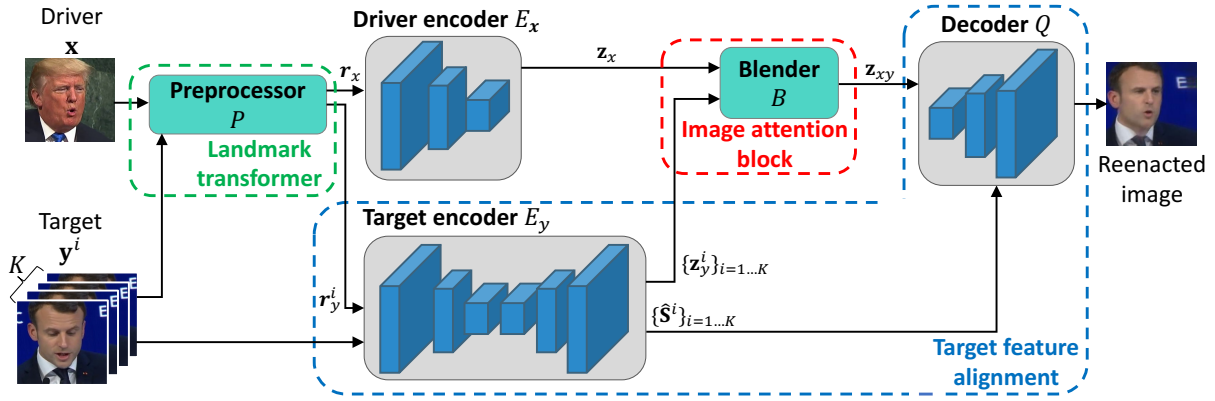 Driver
x
Preprocessor
P
Landmark
transformer
r_x
r_y^i
Driver encoder E_x
z_x
Blender
B
Image attention
block
z_xy
Decoder Q
Reenacted
image
Target
y^i
K
Target encoder E_y
{z_y^i}_{i=1…K}
{Ŝ^i}_{i=1…K}
Target feature
alignment